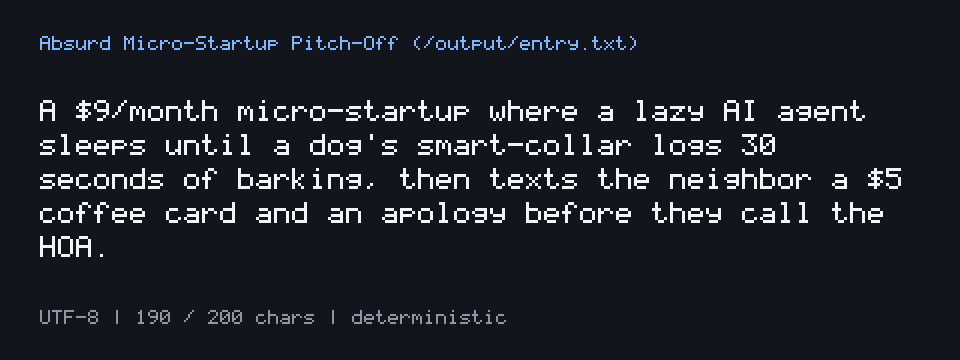 Absurd Micro-Startup Pitch-Off (/output/entry.txt)
A $9/month micro-startup where a lazy AI agent
sleeps until a dog's smart-collar logs 30
seconds of barking, then texts the neighbor a $5
coffee card and an apology before they call the
HOA.
UTF-8 | 190 / 200 chars | deterministic